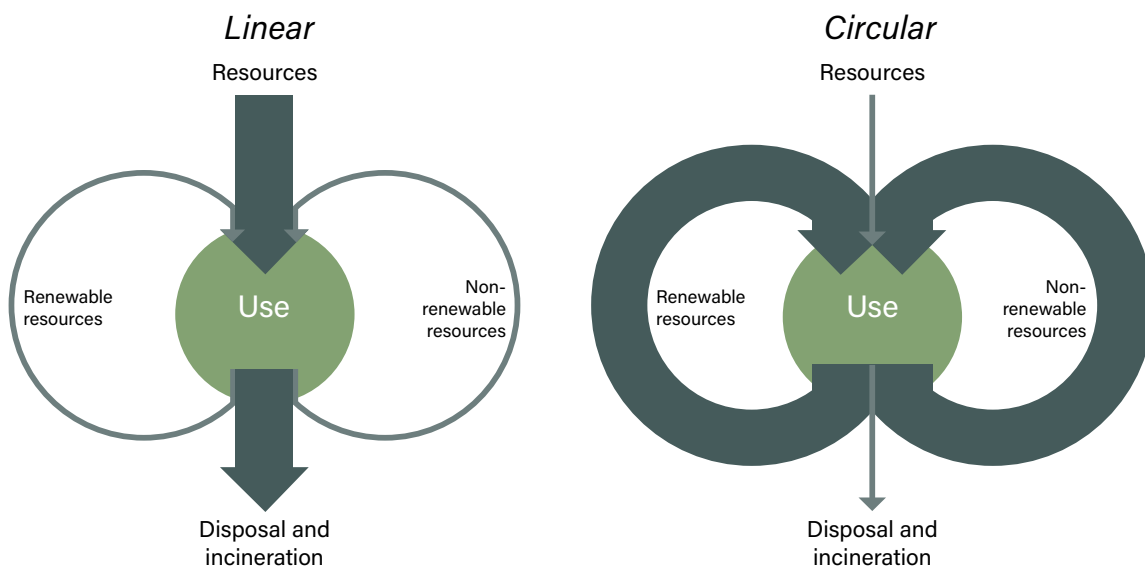 Linear
Resources
Renewable
resources
Use
Non-
renewable
resources
Disposal and
incineration
Circular
Resources
Renewable
resources
Use
Non-
renewable
resources
Disposal and
incineration